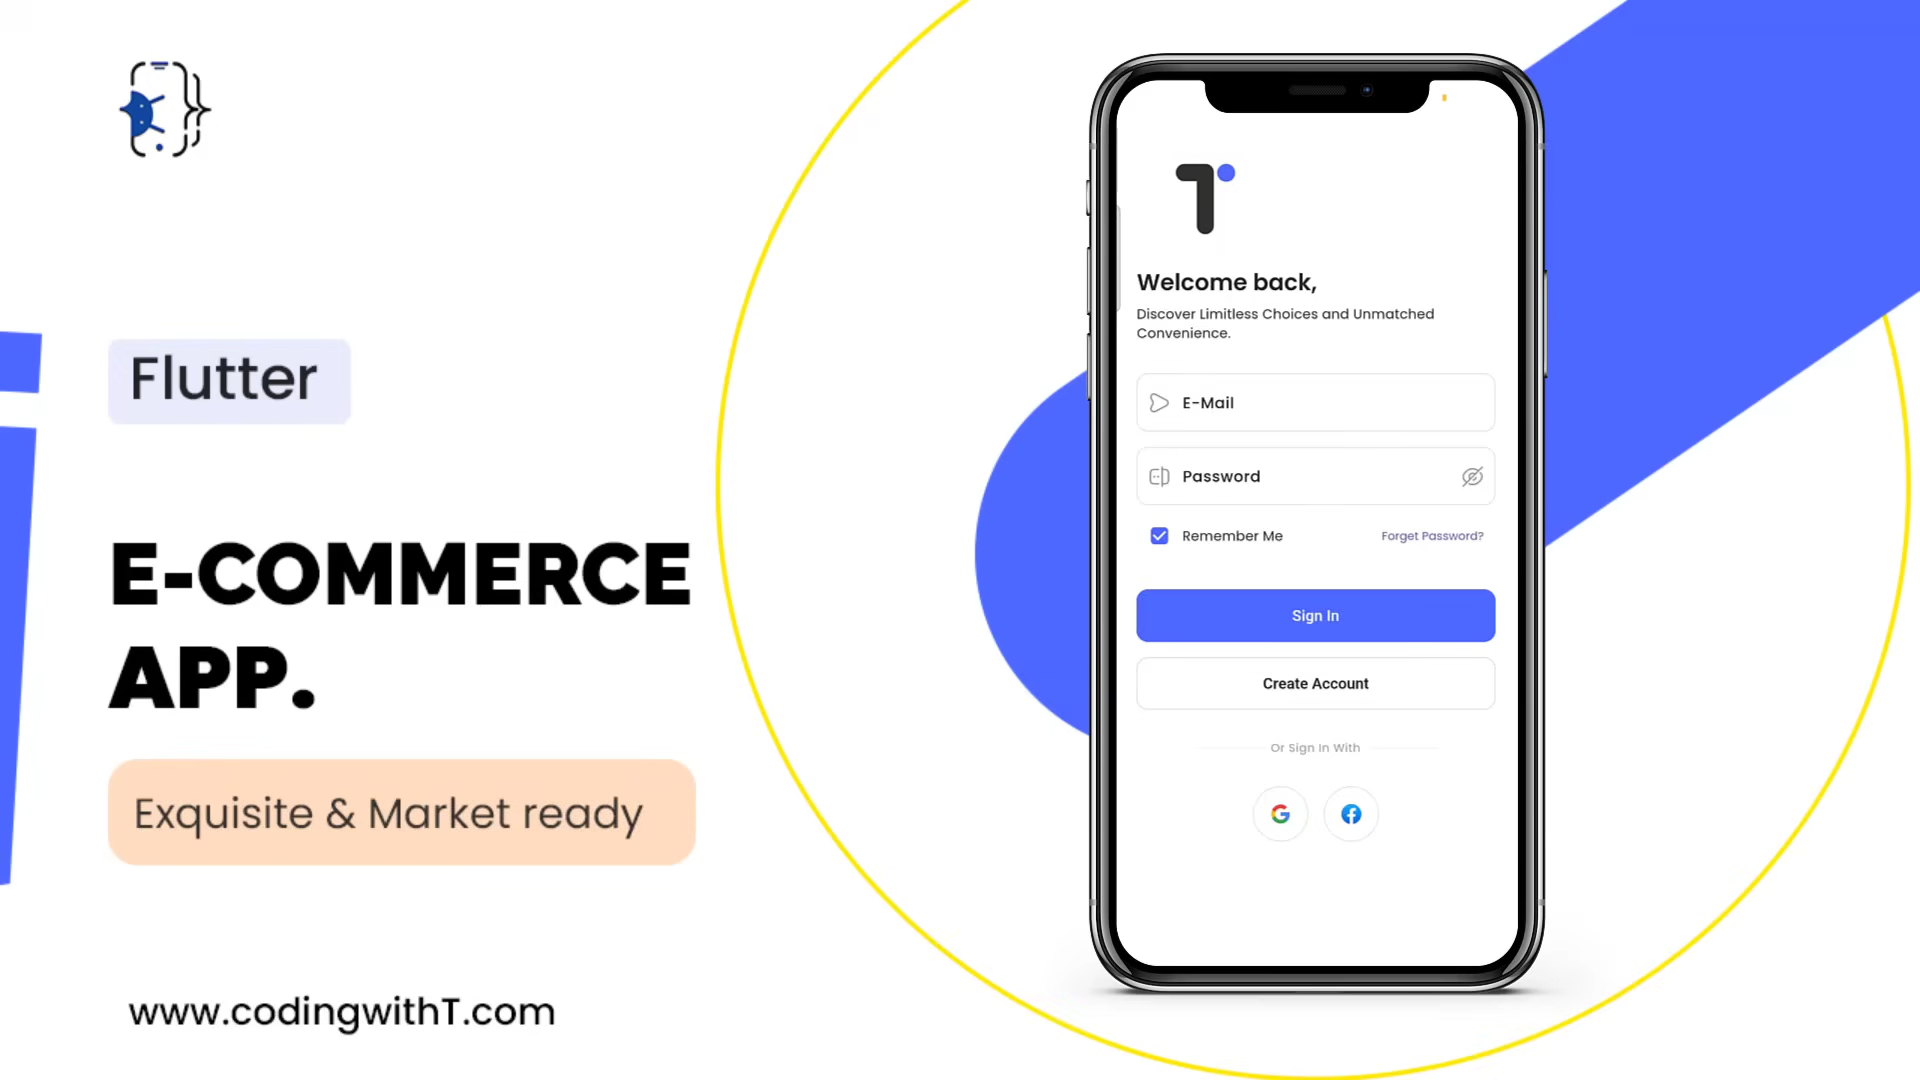 Flutter
E-COMMERCE
APP.
Exquisite & Market ready
www.codingwithT.com
T
Welcome back,
Discover Limitless Choices and Unmatched
Convenience.
E-Mail
Password
Remember Me
Forget Password?
Sign In
Create Account
Or Sign In With
G
f